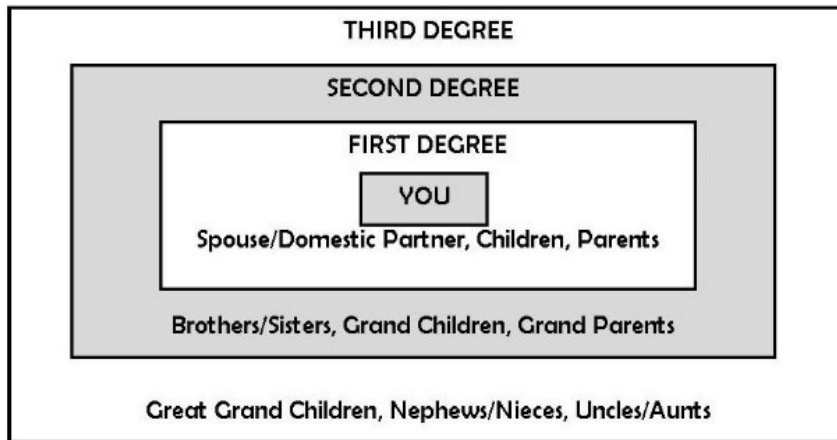 THIRD DEGREE
SECOND DEGREE
FIRST DEGREE
YOU
Spouse/Domestic Partner, Children, Parents
Brothers/Sisters, Grand Children, Grand Parents
Great Grand Children, Nephews/Nieces, Uncles/Aunts